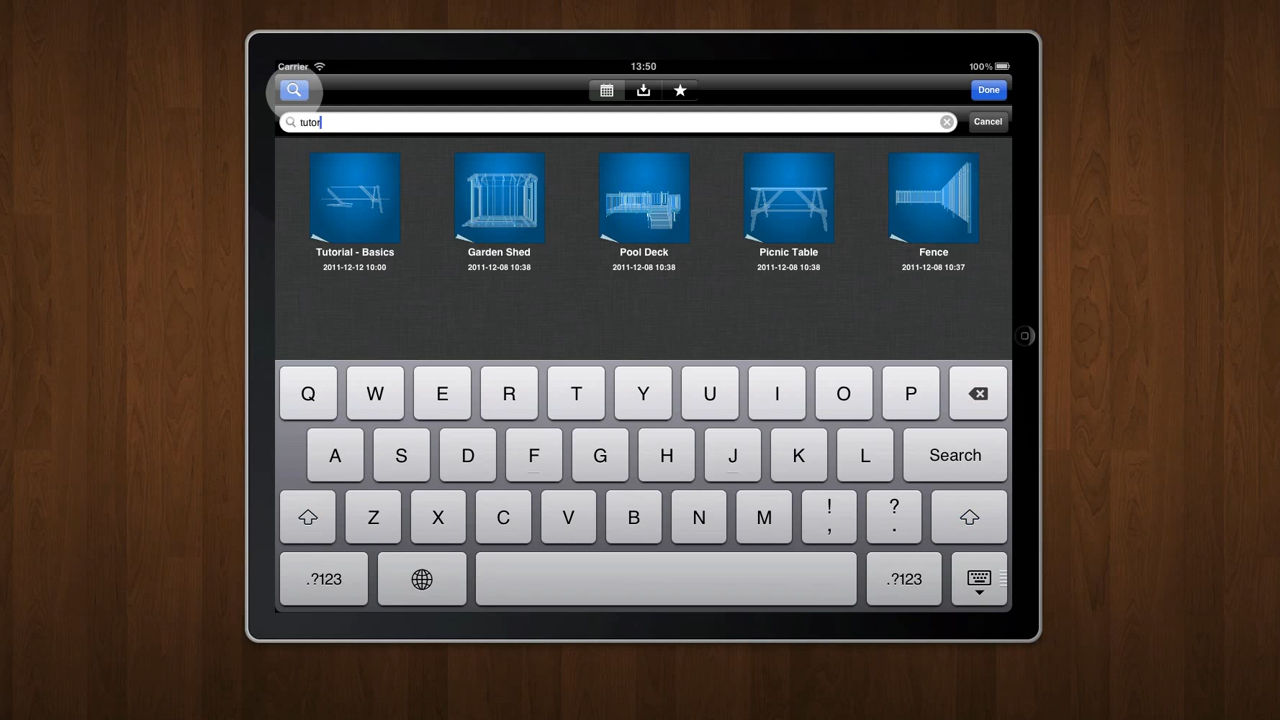 Carrier 13:50 100%
Done
tutor
Cancel
Tutorial - Basics Garden Shed Pool Deck Picnic Table Fence
2011-12-12 10:00 2011-12-08 10:38 2011-12-08 10:38 2011-12-08 10:38 2011-12-08 10:37
Q W E R T Y U I O P
A S D F G H J K L Search
Z X C V B N M ! , ? .
.?123 .?123